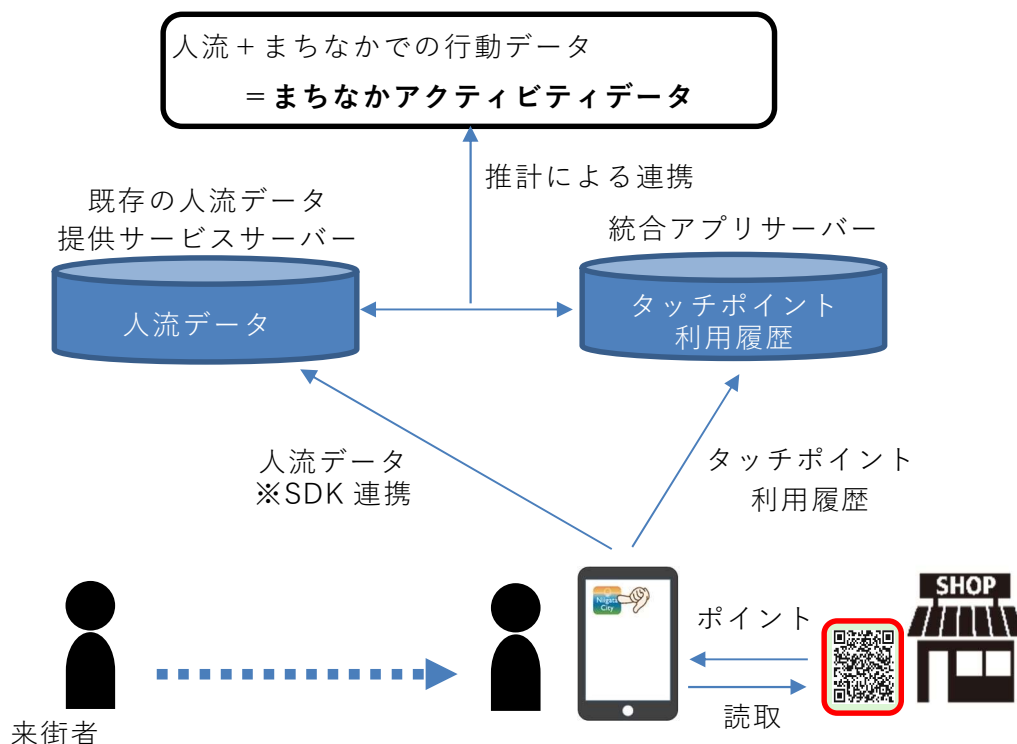 人流＋まちなかでの行動データ
＝まちなかアクティビティデータ
推計による連携
既存の人流データ
提供サービスサーバー
統合アプリサーバー
人流データ
タッチポイント
利用履歴
人流データ
※SDK 連携
タッチポイント
利用履歴
Niigata
City
SHOP
ポイント
読取
来街者